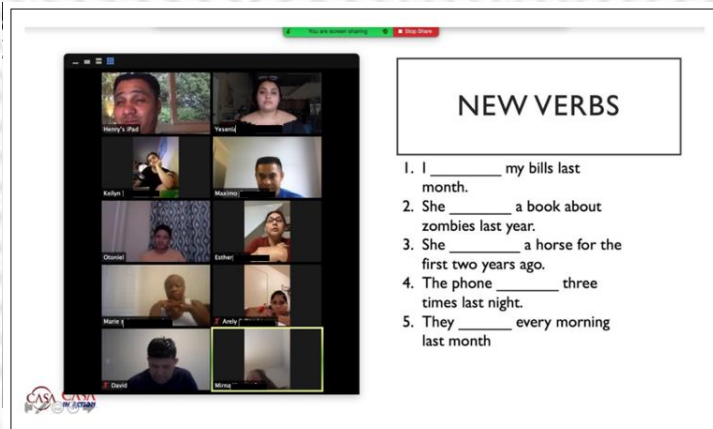 You are screen sharing Stop Share
Henry's iPad
Yesenia
Kellyn
Maximo
Otoniel
Esther
Marie
Arely
David
Mirna
NEW VERBS
1. I ________ my bills last
month.
2. She _______ a book about
zombies last year.
3. She ________ a horse for the
first two years ago.
4. The phone _______ three
times last night.
5. They ______ every morning
last month
CASA CASA
IN ACTION